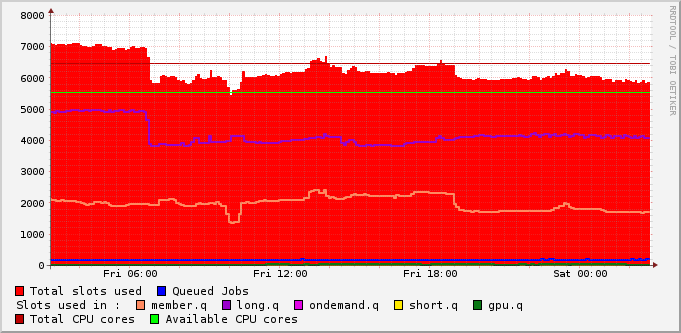 8000
7000
6000
5000
4000
3000
2000
1000
0
Fri 06:00 Fri 12:00 Fri 18:00 Sat 00:00
RRDTOOL / TOBI OETIKER
Total slots used Queued Jobs
Slots used in : member.q long.q ondemand.q short.q gpu.q
Total CPU cores Available CPU cores